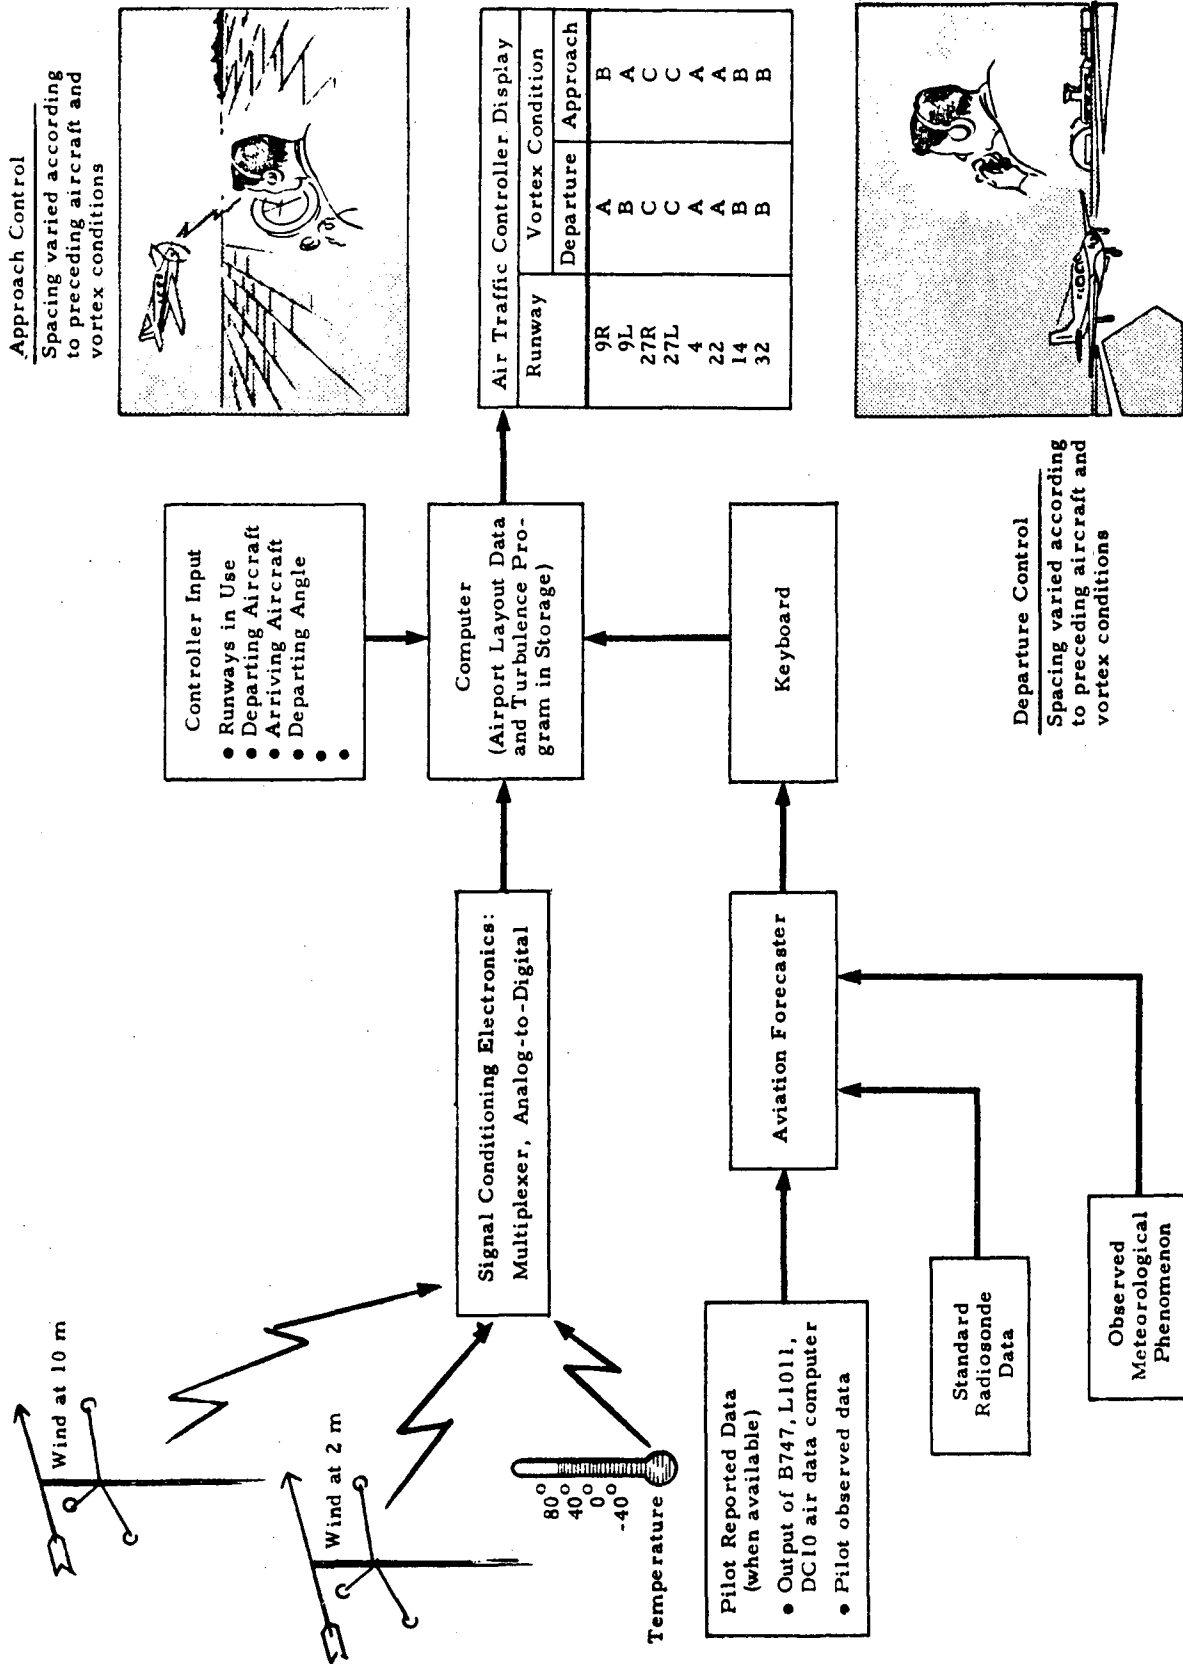 Wind at 10 m
Wind at 2 m
80°
40°
0°
-40°
Temperature
Signal Conditioning Electronics:
Multiplexer, Analog-to-Digital
Controller Input
• Runways in Use
• Departing Aircraft
• Arriving Aircraft
• Departing Angle
•
•
Computer
(Airport Layout Data
and Turbulence Pro-
gram in Storage)
Keyboard
Approach Control
Spacing varied according
to preceding aircraft and
vortex conditions
Air Traffic Controller Display
Runway Vortex Condition
Departure Approach
9R A B
9L B A
27R C C
27L C C
4 A A
22 A A
14 B B
32 B B
Pilot Reported Data
(when available)
• Output of B747, L1011,
DC10 air data computer
• Pilot observed data
Aviation Forecaster
Standard
Radiosonde
Data
Observed
Meteorological
Phenomenon
Departure Control
Spacing varied according
to preceding aircraft and
vortex conditions